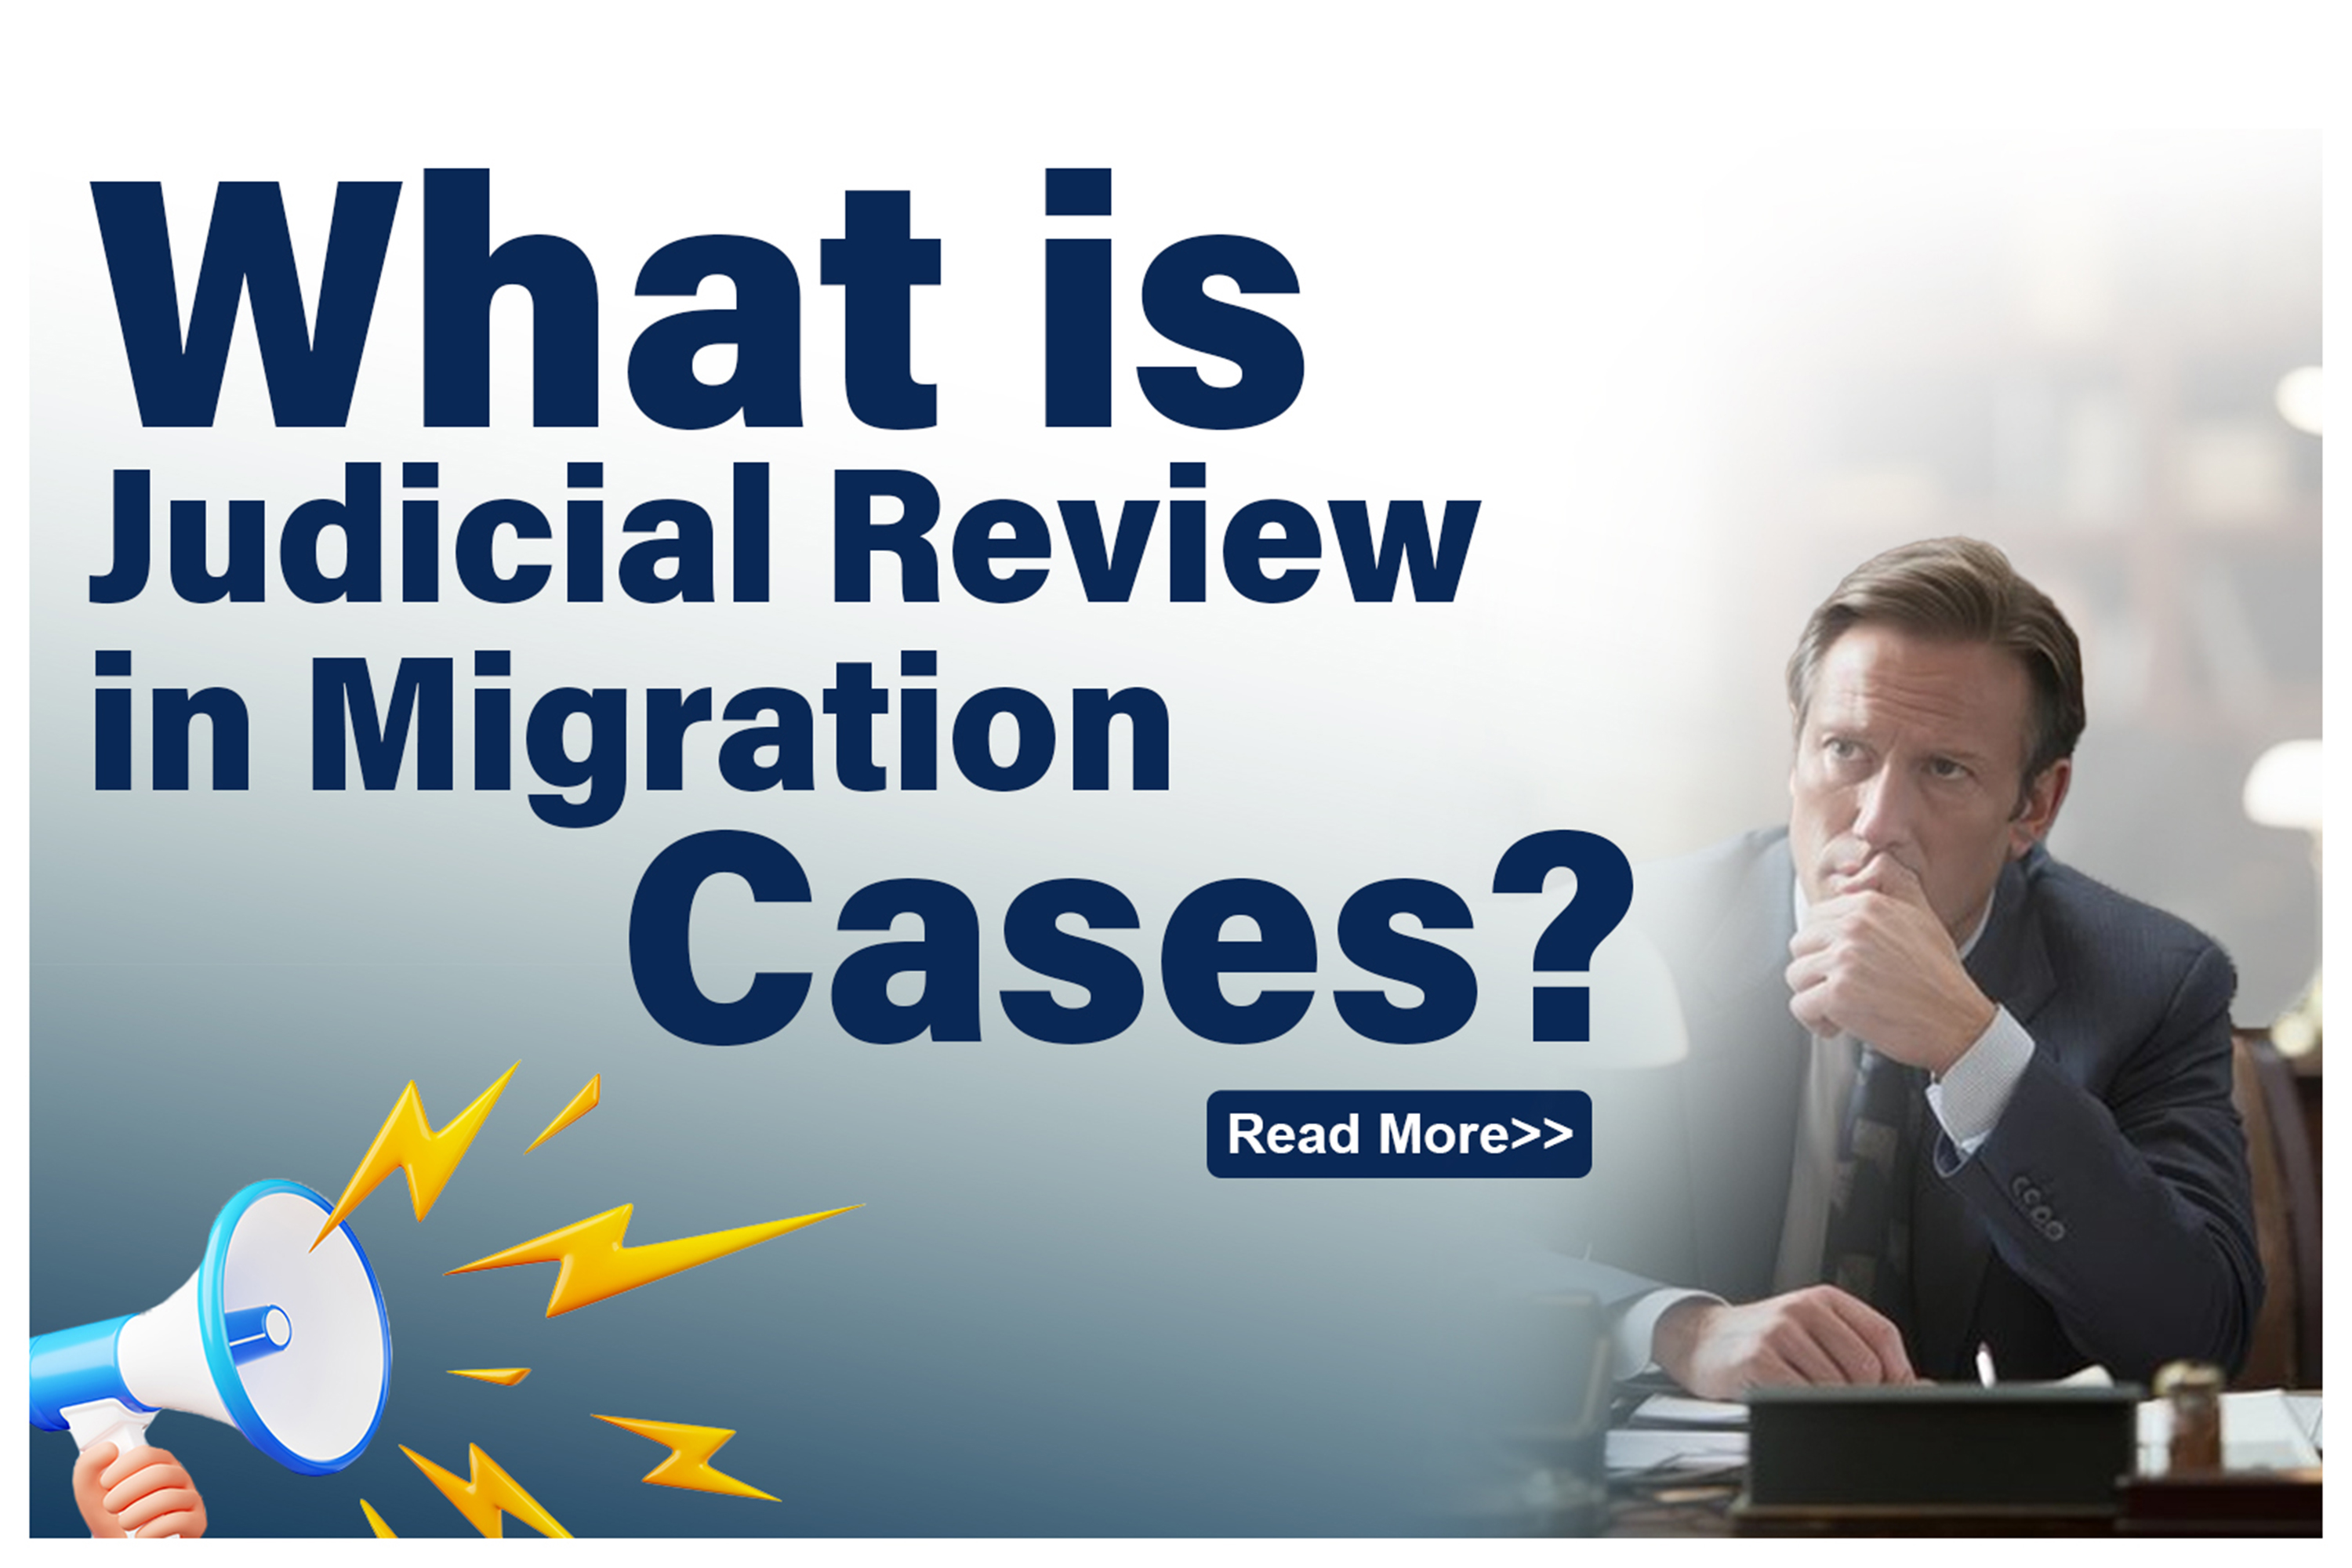 What is
Judicial Review
in Migration
Cases?
Read More>>